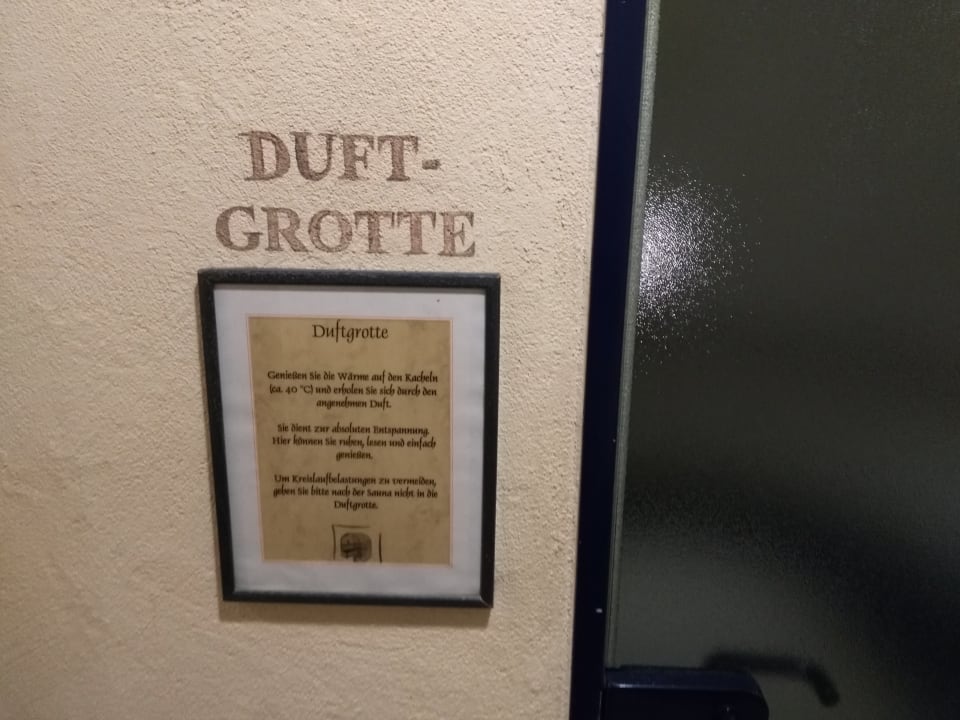 DUFT-
GROTTE
Duftgrotte
Genießen Sie die Wärme auf den Kacheln
(ca. 40 °C) und erholen Sie sich durch den
angenehmen Duft.
Sie dient zur absoluten Entspannung.
Hier können Sie ruhen, lesen und einfach
genießen.
Um Kreislaufbelastungen zu vermeiden,
gehen Sie bitte nach der Sauna nicht in die
Duftgrotte.